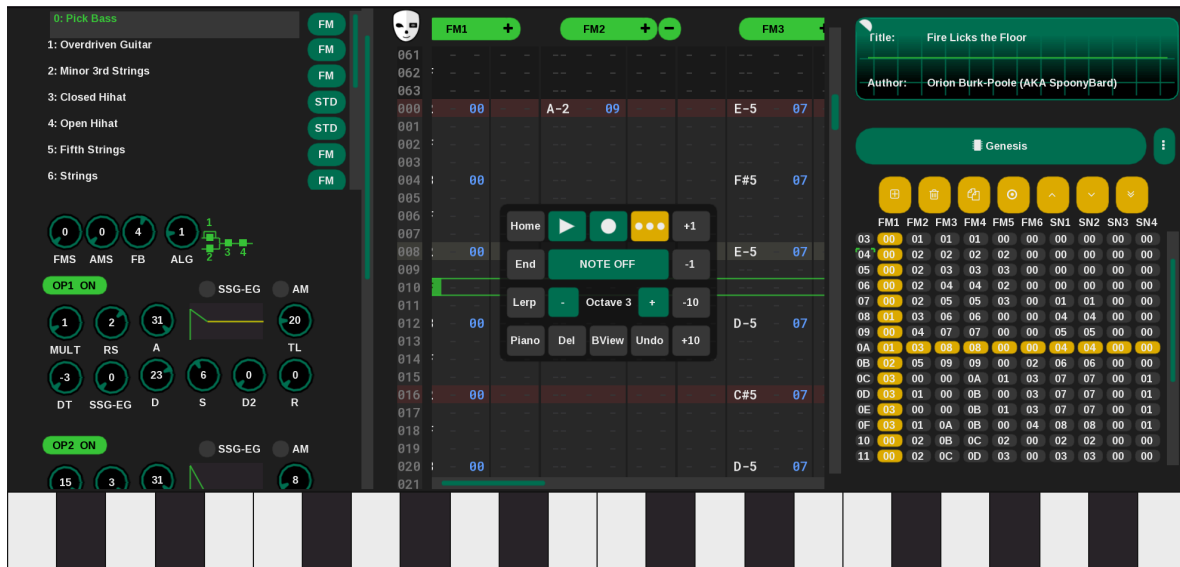 0: Pick Bass FM
1: Overdriven Guitar FM
2: Minor 3rd Strings FM
3: Closed Hihat STD
4: Open Hihat STD
5: Fifth Strings FM
6: Strings FM
0 0 4 1
FMS AMS FB ALG
1
2 3 4
OP1 ON SSG-EG AM
1 2 31 20
MULT RS A TL
-3 0 23 6 0 0
DT SSG-EG D S D2 R
OP2 ON SSG-EG AM
15 3 31 8
FM1 + FM2 + − FM3
061
062
063
000 00 A-2 09 E-5 07
001
002
003
004 00 F#5 07
005
006
007
008 00 E-5 07
009
010
011
012 00 D-5 07
013
014
015
016 00 C#5 07
017
018
019
020 00 D-5 07
021
Home +1
End NOTE OFF -1
Lerp - Octave 3 + -10
Piano Del BView Undo +10
Title: Fire Licks the Floor
Author: Orion Burk-Poole (AKA SpoonyBard)
Genesis
FM1 FM2 FM3 FM4 FM5 FM6 SN1 SN2 SN3 SN4
03 00 01 01 01 00 00 00 00 00 00
04 00 02 02 02 02 00 00 00 00 00
05 00 02 03 03 03 00 00 00 00 00
06 00 02 04 04 02 00 00 00 00 00
07 00 02 05 05 03 00 01 01 00 00
08 01 03 06 06 00 00 04 04 00 00
09 00 04 07 07 00 00 05 05 00 00
0A 01 03 08 08 00 00 04 04 00 00
0B 02 05 09 09 00 02 06 06 00 00
0C 03 00 00 0A 01 03 07 07 00 01
0D 03 01 00 0B 00 03 07 07 00 01
0E 03 00 00 0B 01 03 07 07 00 01
0F 03 01 0A 0B 00 04 08 08 00 01
10 00 02 0B 0C 02 00 02 02 00 00
11 00 02 0C 0D 03 00 03 03 00 00